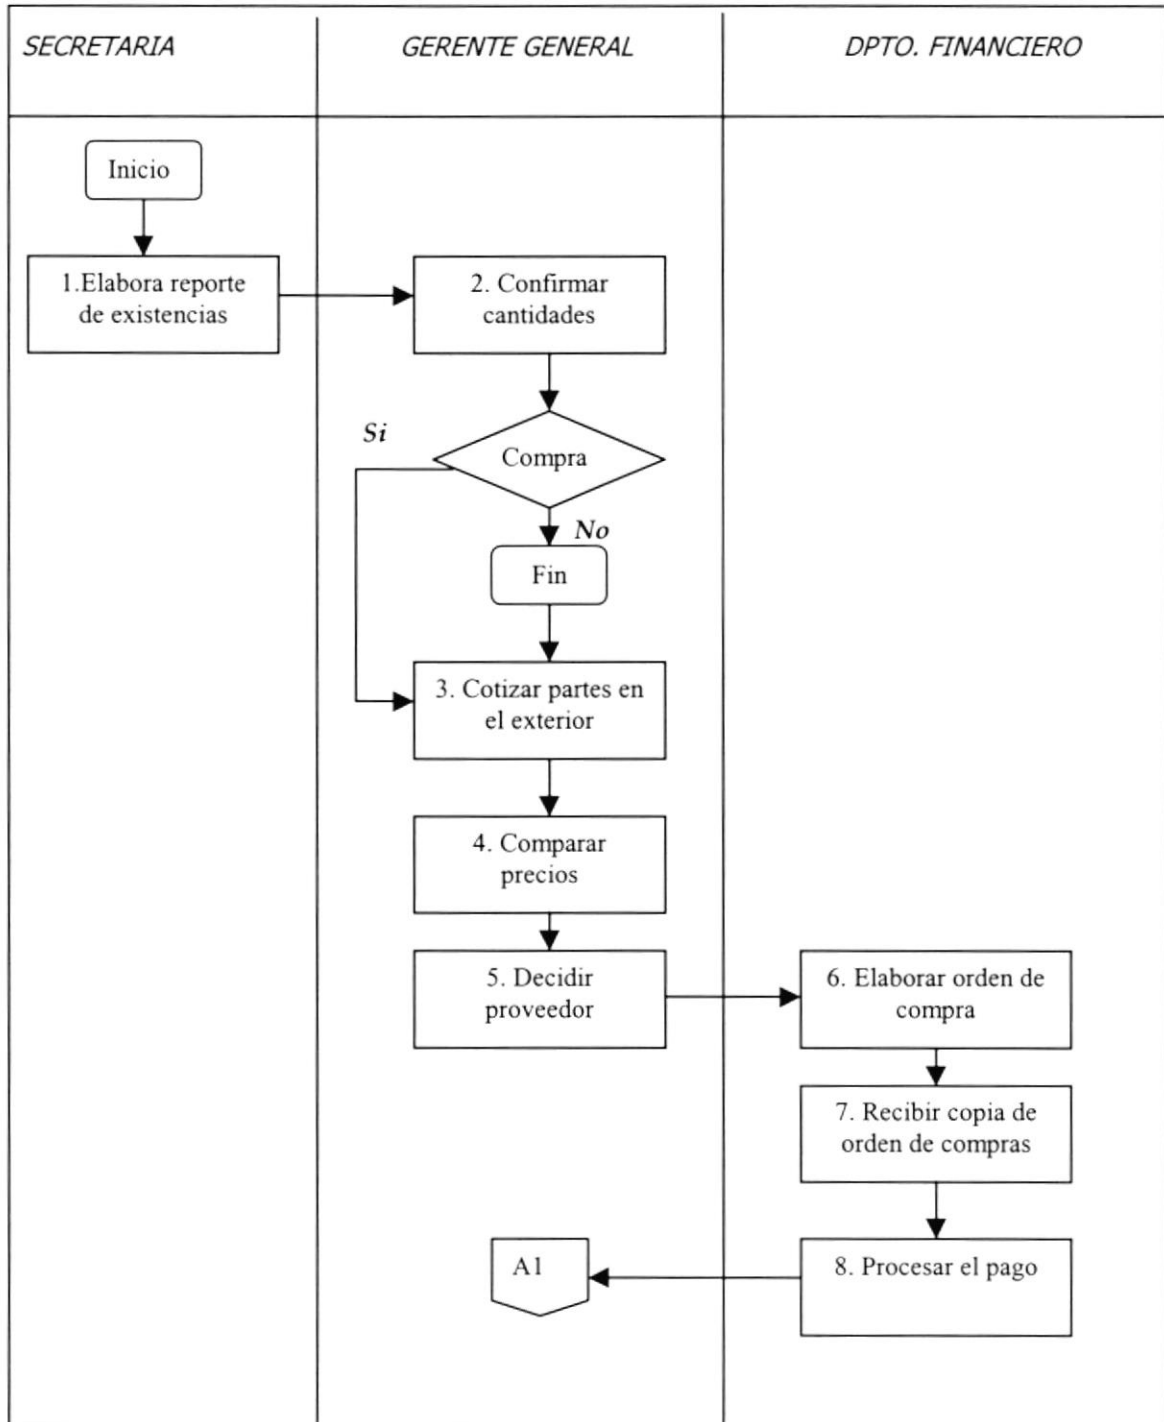 SECRETARIA
GERENTE GENERAL
DPTO. FINANCIERO
Inicio
1.Elabora reporte
de existencias
2. Confirmar
cantidades
Si
Compra
No
Fin
3. Cotizar partes en
el exterior
4. Comparar
precios
5. Decidir
proveedor
6. Elaborar orden de
compra
7. Recibir copia de
orden de compras
8. Procesar el pago
A1